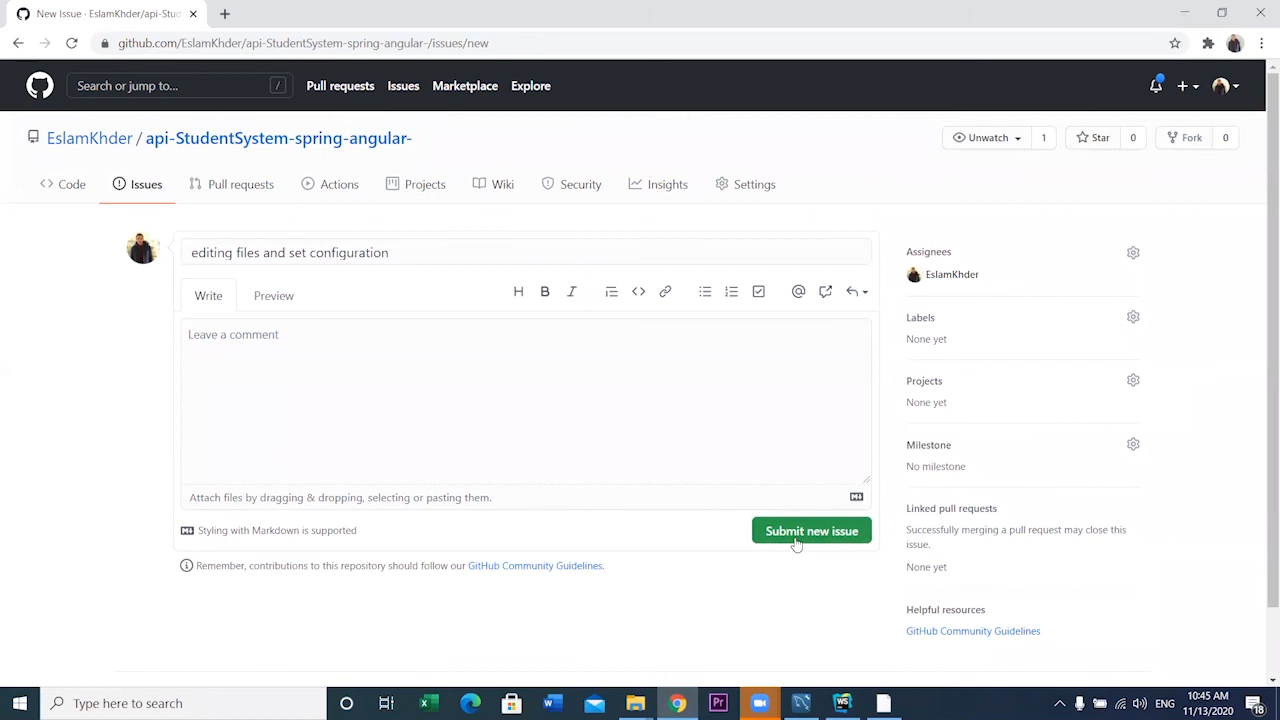 New Issue · EslamKhder/api-Stud
github.com/EslamKhder/api-StudentSystem-spring-angular-/issues/new
Search or jump to... / Pull requests Issues Marketplace Explore
EslamKhder / api-StudentSystem-spring-angular- Unwatch 1 Star 0 Fork 0
Code Issues Pull requests Actions Projects Wiki Security Insights Settings
editing files and set configuration
Write Preview
Leave a comment
Attach files by dragging & dropping, selecting or pasting them.
Styling with Markdown is supported
Submit new issue
Remember, contributions to this repository should follow our GitHub Community Guidelines.
Assignees
EslamKhder
Labels
None yet
Projects
None yet
Milestone
No milestone
Linked pull requests
Successfully merging a pull request may close this
issue.
None yet
Helpful resources
GitHub Community Guidelines
Type here to search
ENG
10:45 AM
11/13/2020
18